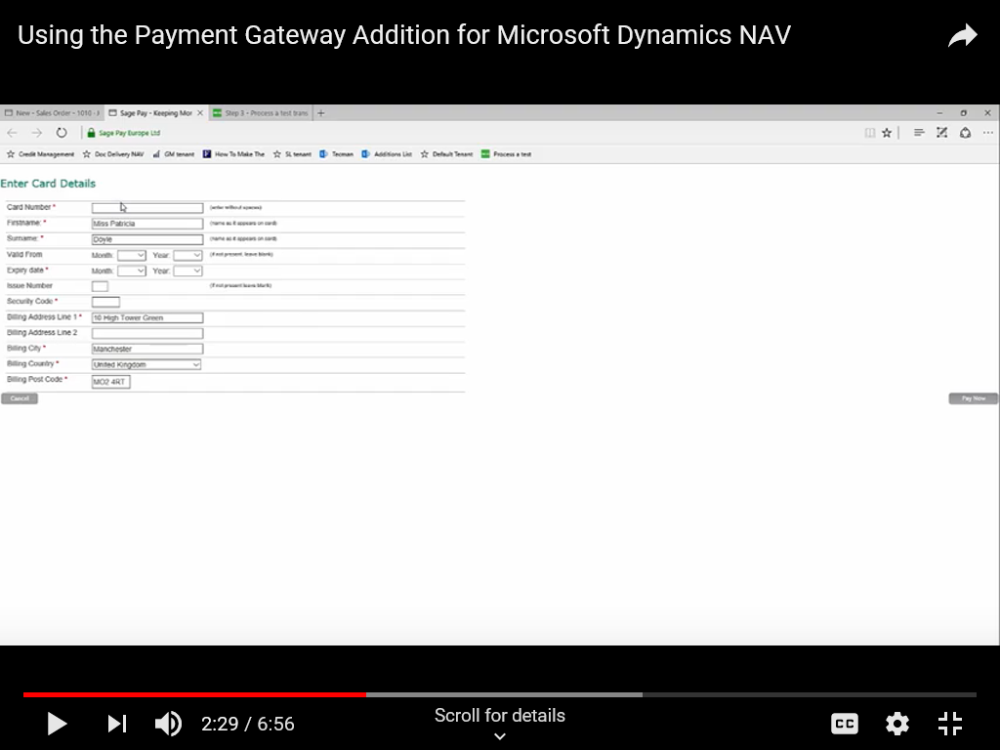 Using the Payment Gateway Addition for Microsoft Dynamics NAV
New - Sales Order - 1010 -
Sage Pay - Keeping Mor
Step 3 - Process a test trans
Sage Pay Europe Ltd
Credit Management Doc Delivery NAV GM tenant How To Make The SL tenant Tecman Additions List Default Tenant Process a test
Enter Card Details
Card Number * (enter without spaces)
Firstname: * Miss Patricia (name as it appears on card)
Surname: * Doyle (name as it appears on card)
Valid From Month: Year: (if not present, leave blank)
Expiry date * Month: Year:
Issue Number (if not present leave blank)
Security Code *
Billing Address Line 1 * 10 High Tower Green
Billing Address Line 2
Billing City * Manchester
Billing Country * United Kingdom
Billing Post Code * MO2 4RT
Cancel Pay Now
Scroll for details
2:29 / 6:56
CC